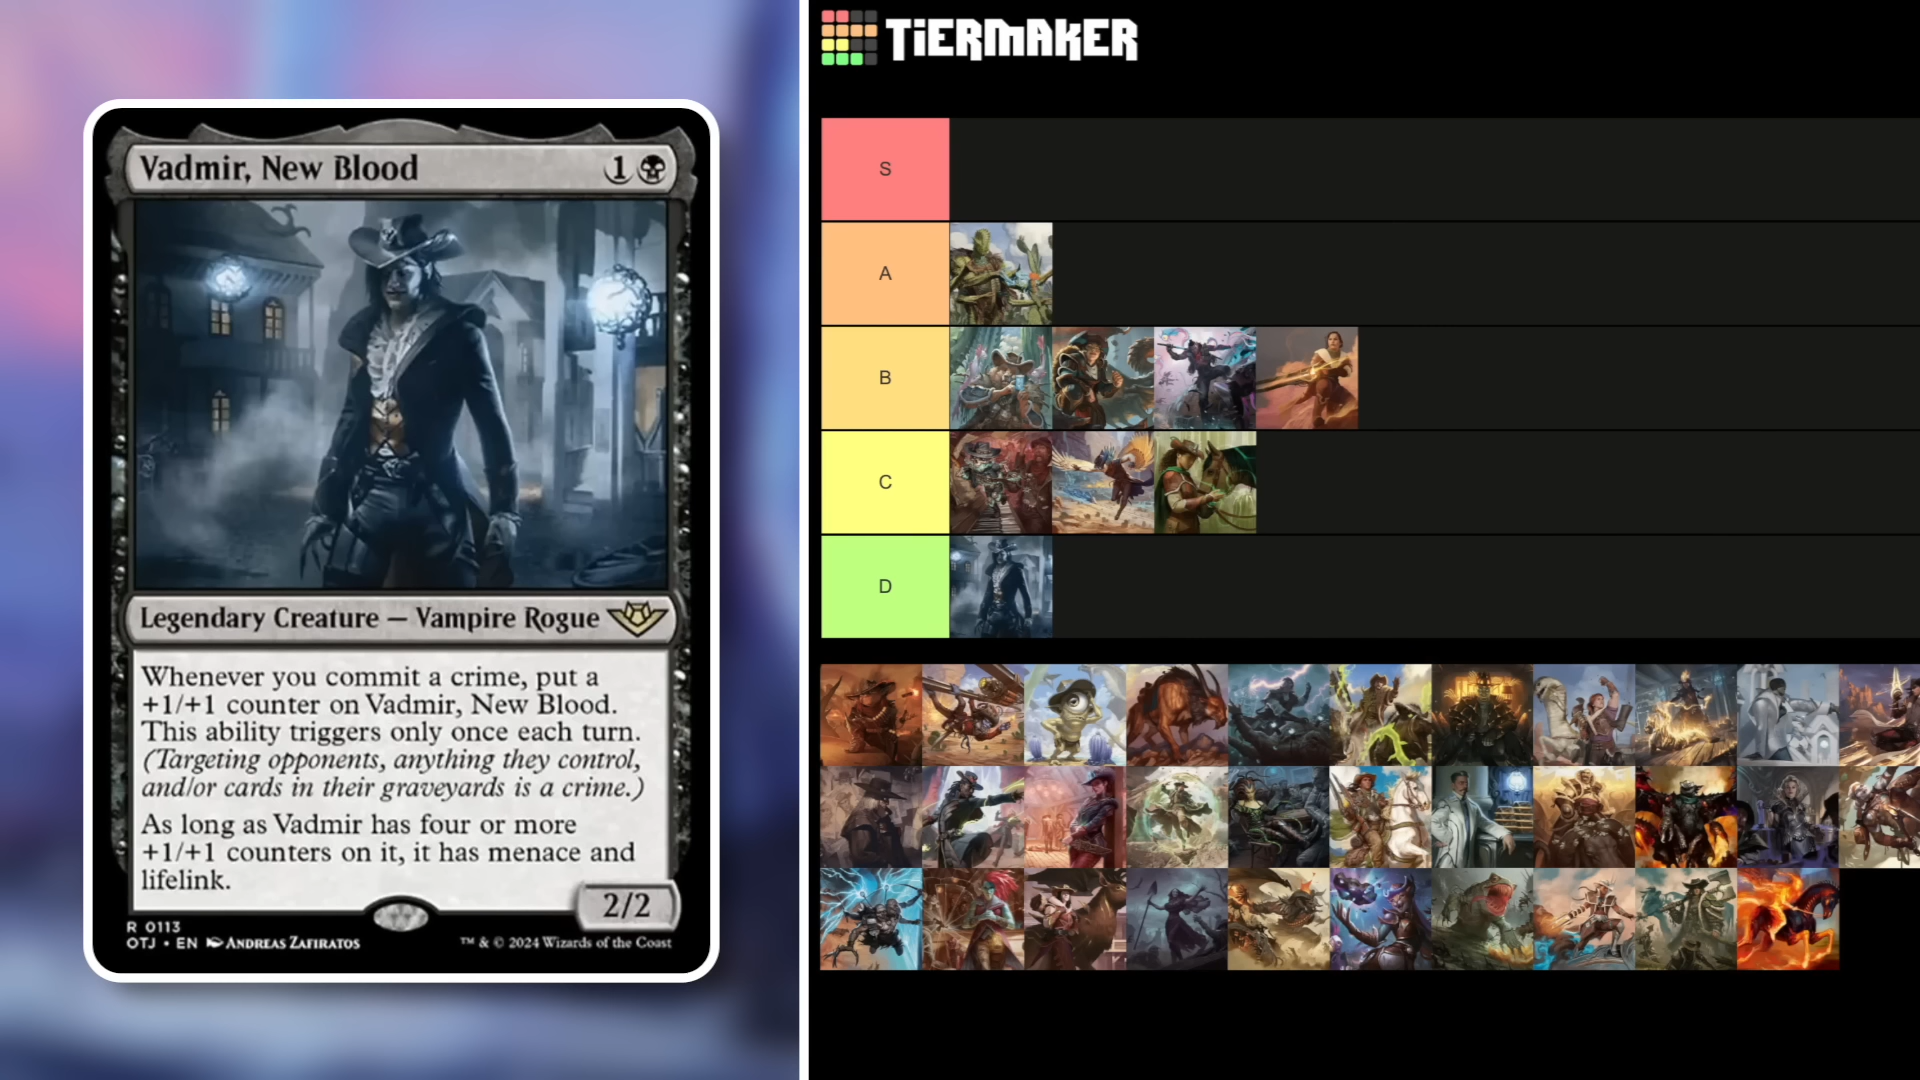 Vadmir, New Blood 1
Legendary Creature — Vampire Rogue
Whenever you commit a crime, put a
+1/+1 counter on Vadmir, New Blood.
This ability triggers only once each turn.
(Targeting opponents, anything they control,
and/or cards in their graveyards is a crime.)
As long as Vadmir has four or more
+1/+1 counters on it, it has menace and
lifelink.
2/2
R 0113
OTJ • EN ANDREAS ZAFIRATOS
™ & © 2024 Wizards of the Coast
TiERMAKER
S
A
B
C
D